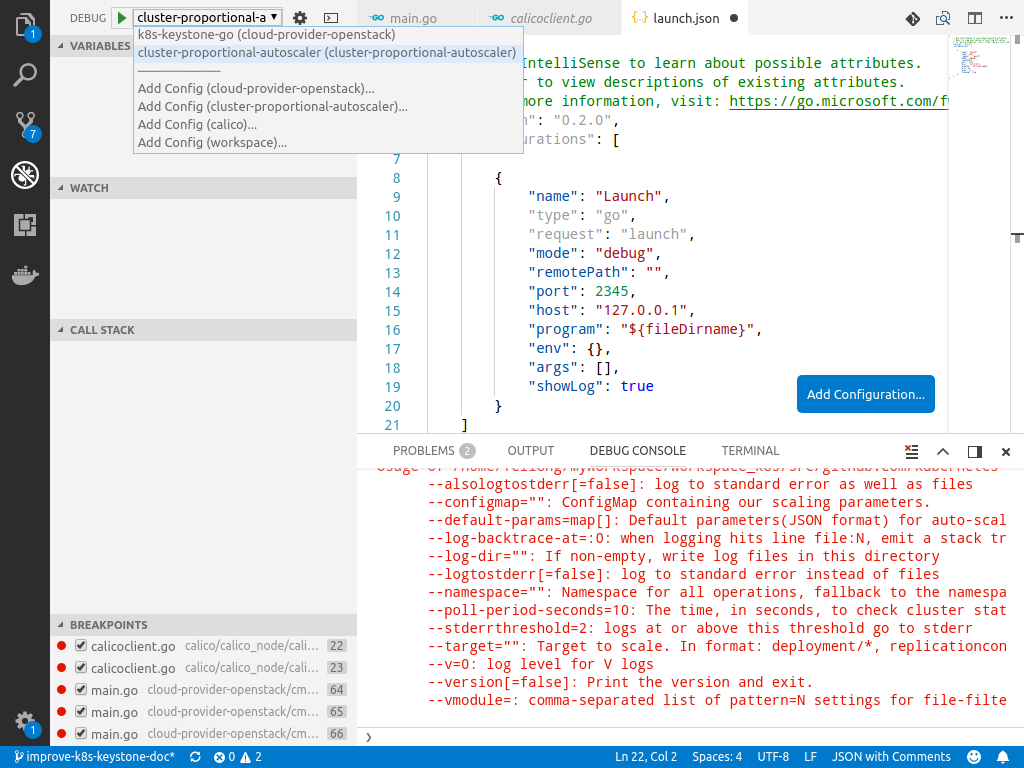 DEBUG
cluster-proportional-a
main.go
calicoclient.go
launch.json
k8s-keystone-go (cloud-provider-openstack)
cluster-proportional-autoscaler (cluster-proportional-autoscaler)
Add Config (cloud-provider-openstack)...
Add Config (cluster-proportional-autoscaler)...
Add Config (calico)...
Add Config (workspace)...
VARIABLES
WATCH
CALL STACK
BREAKPOINTS
calicoclient.go calico/calico_node/cali... 22
calicoclient.go calico/calico_node/cali... 23
main.go cloud-provider-openstack/cm... 64
main.go cloud-provider-openstack/cm... 65
main.go cloud-provider-openstack/cm... 66
1
7
1
IntelliSense to learn about possible attributes.
r to view descriptions of existing attributes.
more information, visit: https://go.microsoft.com/f
": "0.2.0",
urations": [
7
8 {
9 "name": "Launch",
10 "type": "go",
11 "request": "launch",
12 "mode": "debug",
13 "remotePath": "",
14 "port": 2345,
15 "host": "127.0.0.1",
16 "program": "${fileDirname}",
17 "env": {},
18 "args": [],
19 "showLog": true
20 }
21 ]
Add Configuration...
PROBLEMS 2 OUTPUT DEBUG CONSOLE TERMINAL
--alsologtostderr[=false]: log to standard error as well as files
--configmap="": ConfigMap containing our scaling parameters.
--default-params=map[]: Default parameters(JSON format) for auto-scal
--log-backtrace-at=:0: when logging hits line file:N, emit a stack tr
--log-dir="": If non-empty, write log files in this directory
--logtostderr[=false]: log to standard error instead of files
--namespace="": Namespace for all operations, fallback to the namespa
--poll-period-seconds=10: The time, in seconds, to check cluster stat
--stderrthreshold=2: logs at or above this threshold go to stderr
--target="": Target to scale. In format: deployment/*, replicationcon
--v=0: log level for V logs
--version[=false]: Print the version and exit.
--vmodule=: comma-separated list of pattern=N settings for file-filte
improve-k8s-keystone-doc* 0 2 Ln 22, Col 2 Spaces: 4 UTF-8 LF JSON with Comments